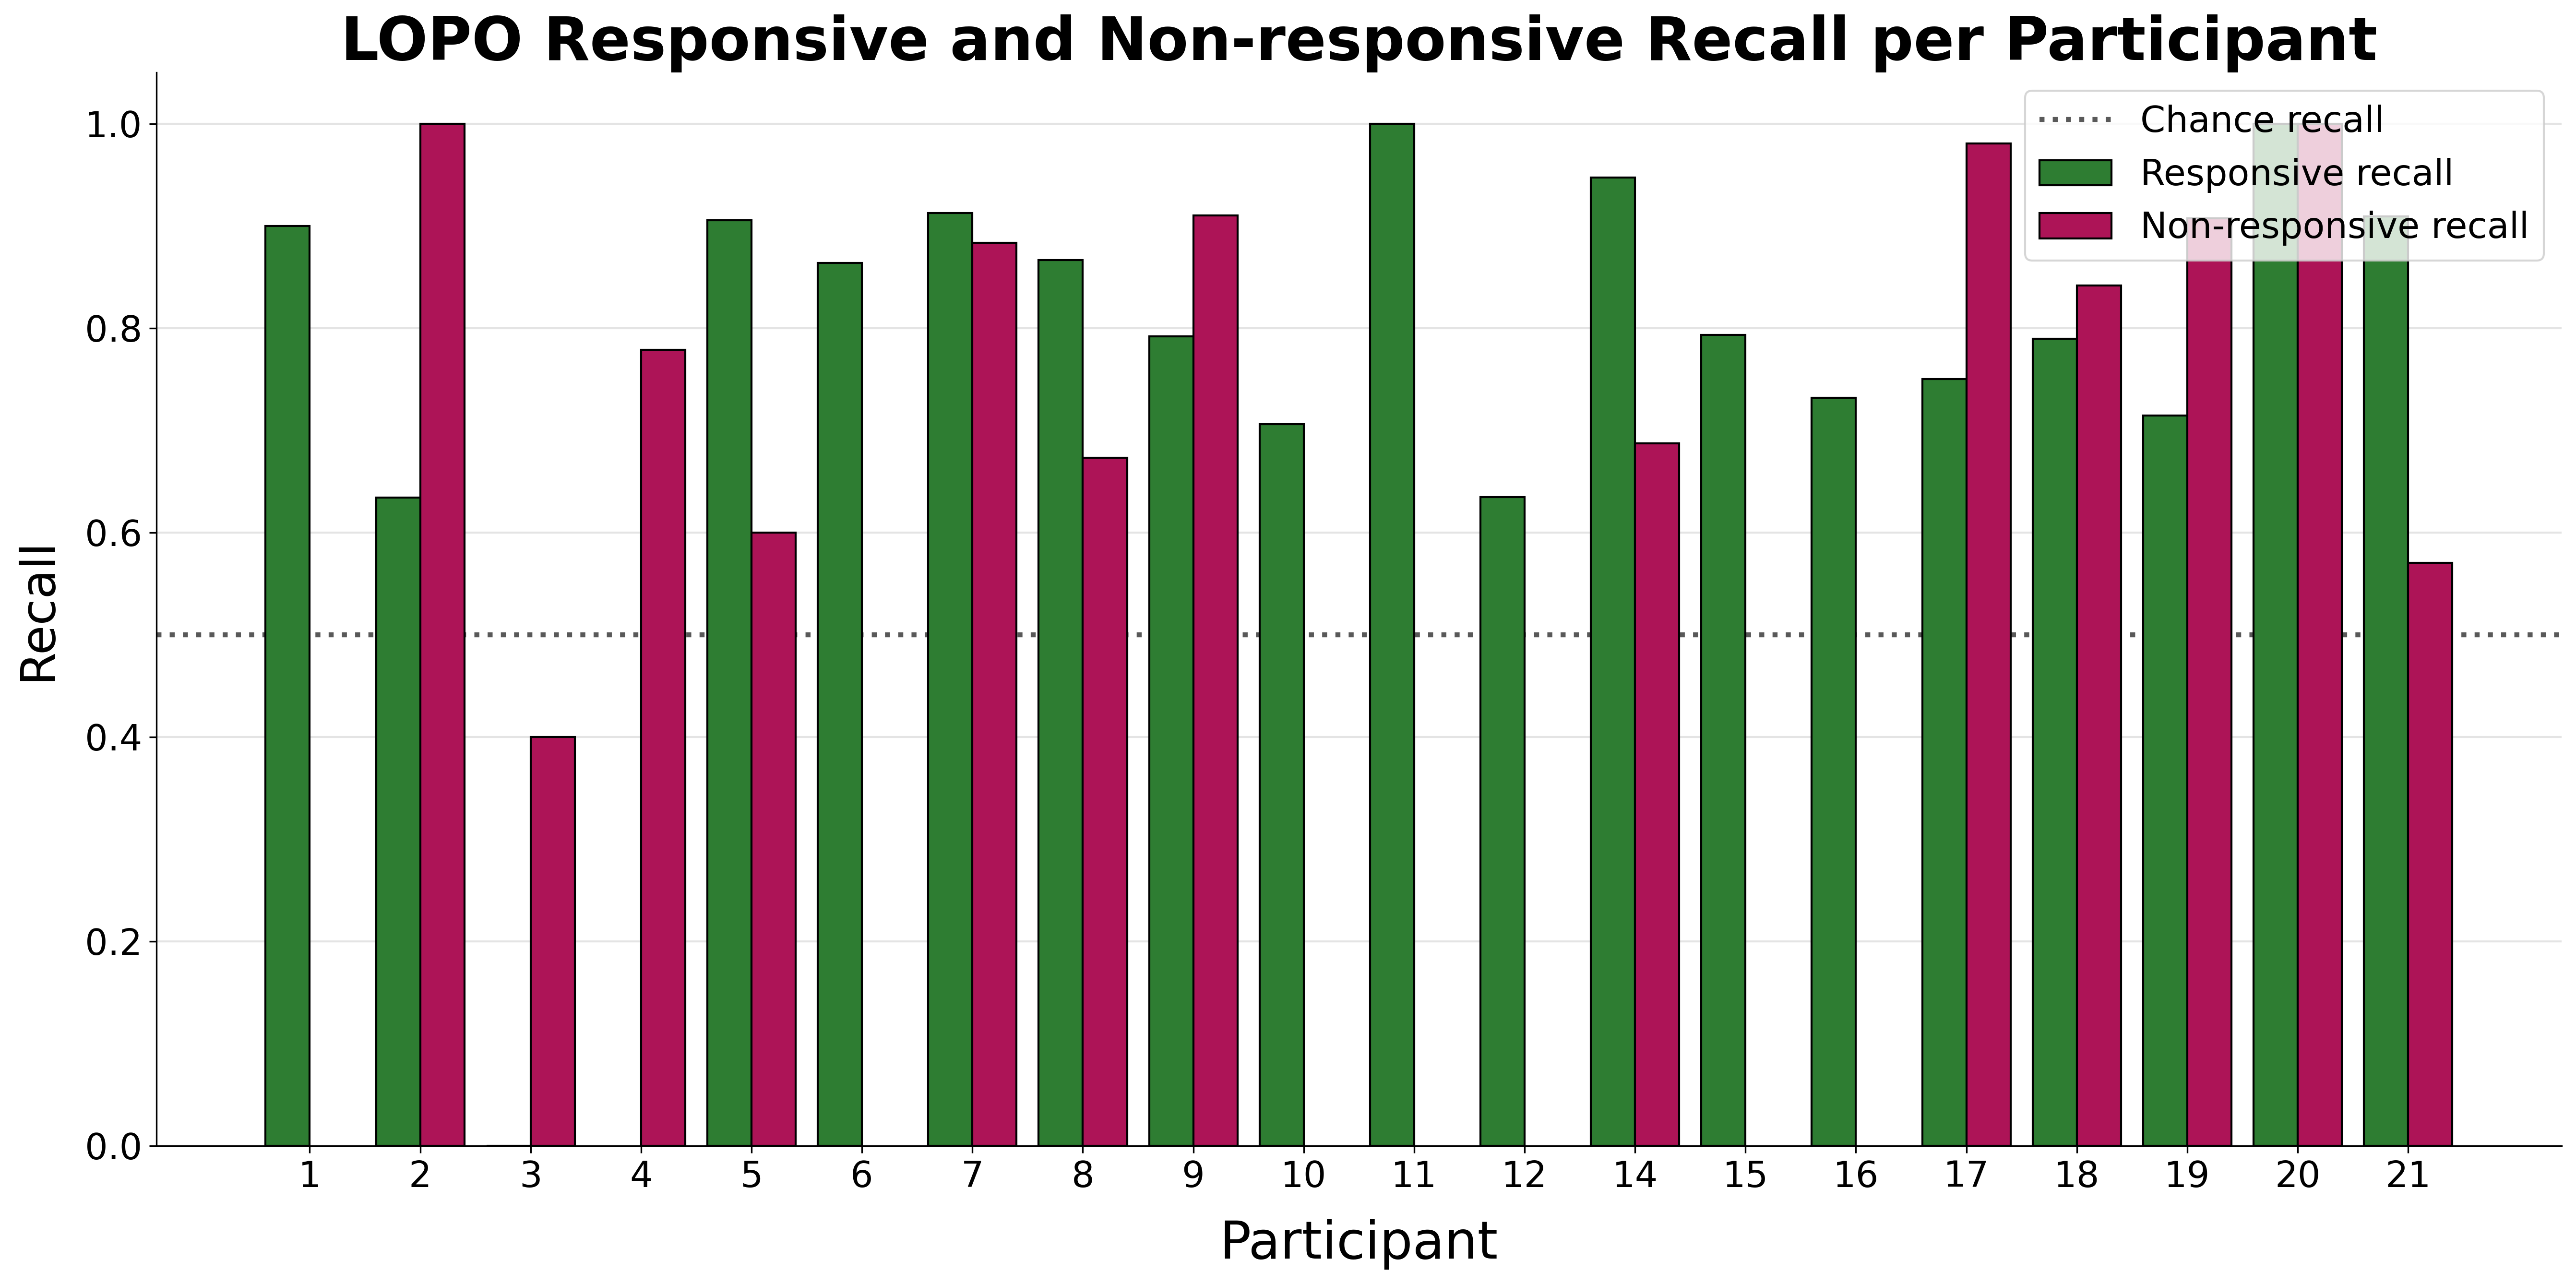 LOPO Responsive and Non-responsive Recall per Participant
Chance recall
Responsive recall
Non-responsive recall
Recall
1.0
0.8
0.6
0.4
0.2
0.0
1 2 3 4 5 6 7 8 9 10 11 12 14 15 16 17 18 19 20 21
Participant